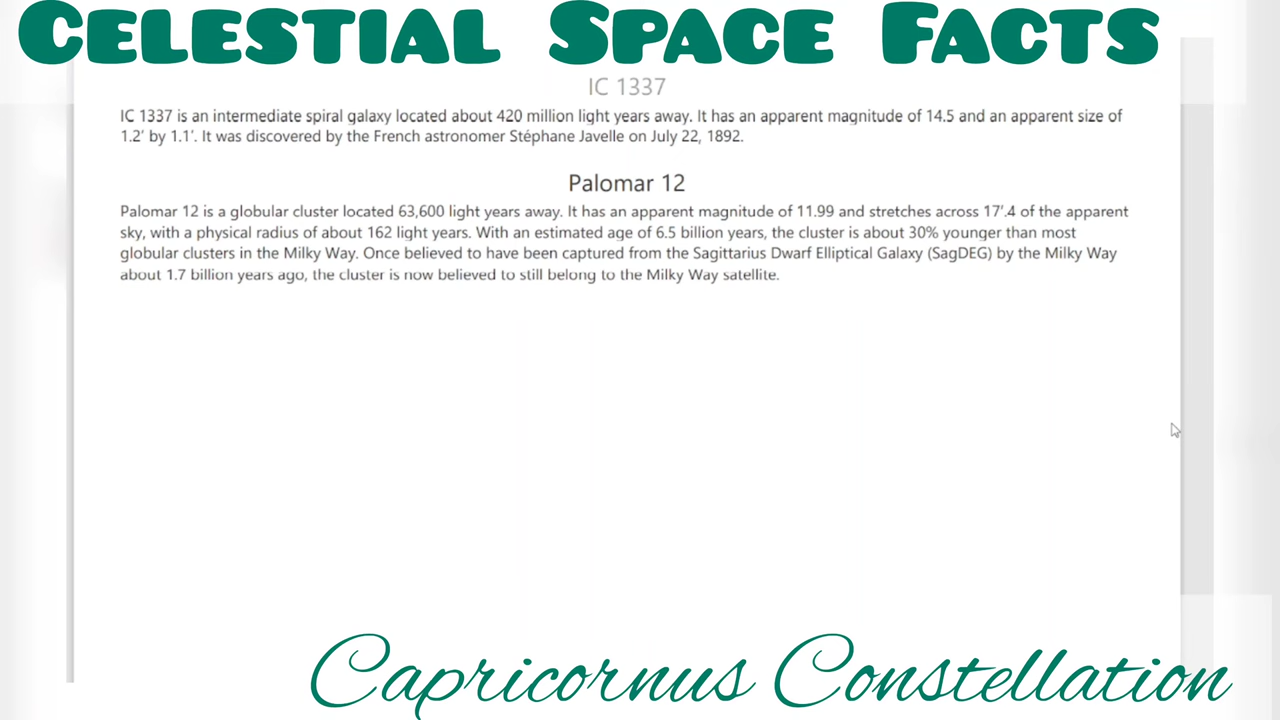 Celestial Space Facts
IC 1337
IC 1337 is an intermediate spiral galaxy located about 420 million light years away. It has an apparent magnitude of 14.5 and an apparent size of
1.2′ by 1.1′. It was discovered by the French astronomer Stéphane Javelle on July 22, 1892.
Palomar 12
Palomar 12 is a globular cluster located 63,600 light years away. It has an apparent magnitude of 11.99 and stretches across 17′.4 of the apparent
sky, with a physical radius of about 162 light years. With an estimated age of 6.5 billion years, the cluster is about 30% younger than most
globular clusters in the Milky Way. Once believed to have been captured from the Sagittarius Dwarf Elliptical Galaxy (SagDEG) by the Milky Way
about 1.7 billion years ago, the cluster is now believed to still belong to the Milky Way satellite.
Capricornus Constellation